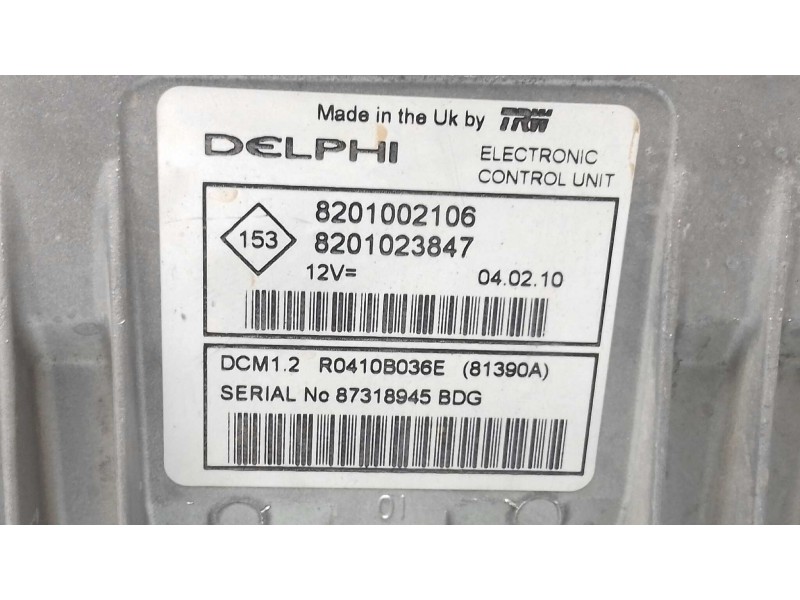 Made in the Uk by TRW
DELPHI
ELECTRONIC
CONTROL UNIT
153
8201002106
8201023847
12V=
04.02.10
DCM1.2 R0410B036E (81390A)
SERIAL No 87318945 BDG
01